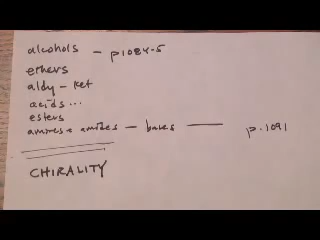 alcohols — p1084-5
ethers
aldy - ket
acids...
esters
amines + amides — bases — p.1091
CHIRALITY